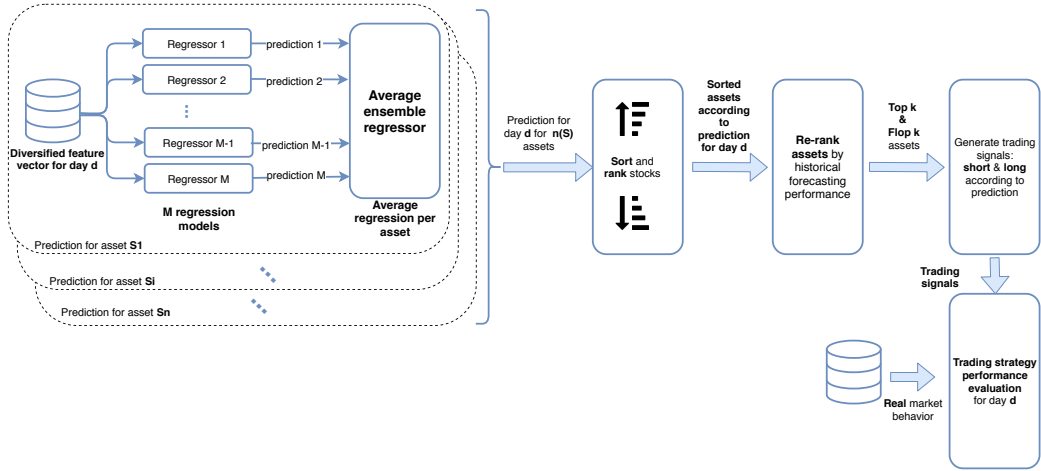 Regressor 1
prediction 1
Regressor 2
prediction 2
Regressor M-1
prediction M-1
Regressor M
prediction M
Diversified feature
vector for day d
M regression
models
Average
ensemble
regressor
Average
regression per
asset
Prediction for asset S1
Prediction for asset Si
Prediction for asset Sn
Prediction for
day d for n(S)
assets
Sort and
rank stocks
Sorted
assets
according
to
prediction
for day d
Re-rank
assets by
historical
forecasting
performance
Top k
&
Flop k
assets
Generate trading
signals:
short & long
according to
prediction
Trading
signals
Real market
behavior
Trading strategy
performance
evaluation
for day d